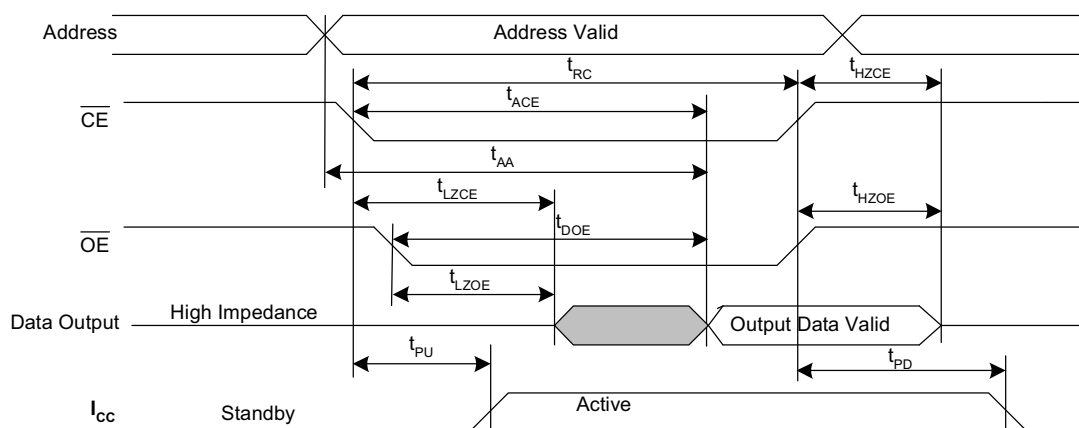 Address
Address Valid
tRC
tHZCE
tACE
CE
tAA
tLZCE
tHZOE
tDOE
OE
tLZOE
High Impedance
Data Output
Output Data Valid
tPU
tPD
ICC
Standby
Active